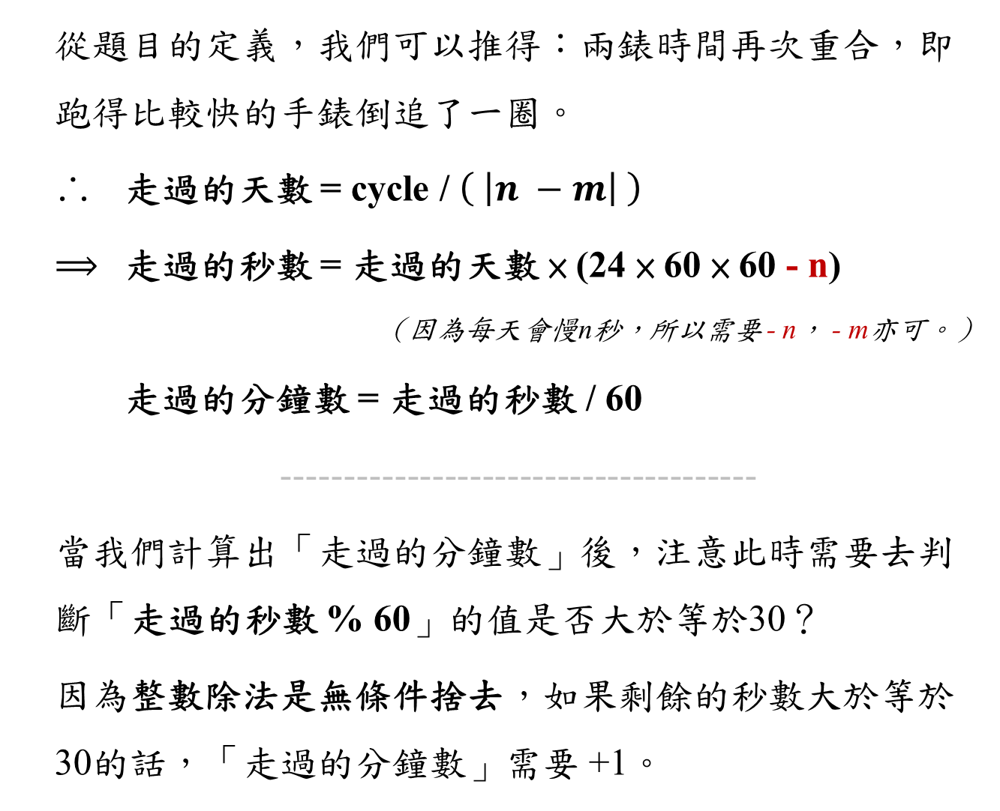 從題目的定義，我們可以推得：兩錶時間再次重合，即
跑得比較快的手錶倒追了一圈。
∴ 走過的天數 = cycle / ( |n − m| )
⟹ 走過的秒數 = 走過的天數 × (24 × 60 × 60 - n)
（因為每天會慢n秒，所以需要- n，- m亦可。）
走過的分鐘數 = 走過的秒數 / 60
--------------------------------------
當我們計算出「走過的分鐘數」後，注意此時需要去判
斷「走過的秒數 % 60」的值是否大於等於30？
因為整數除法是無條件捨去，如果剩餘的秒數大於等於
30的話，「走過的分鐘數」需要 +1。